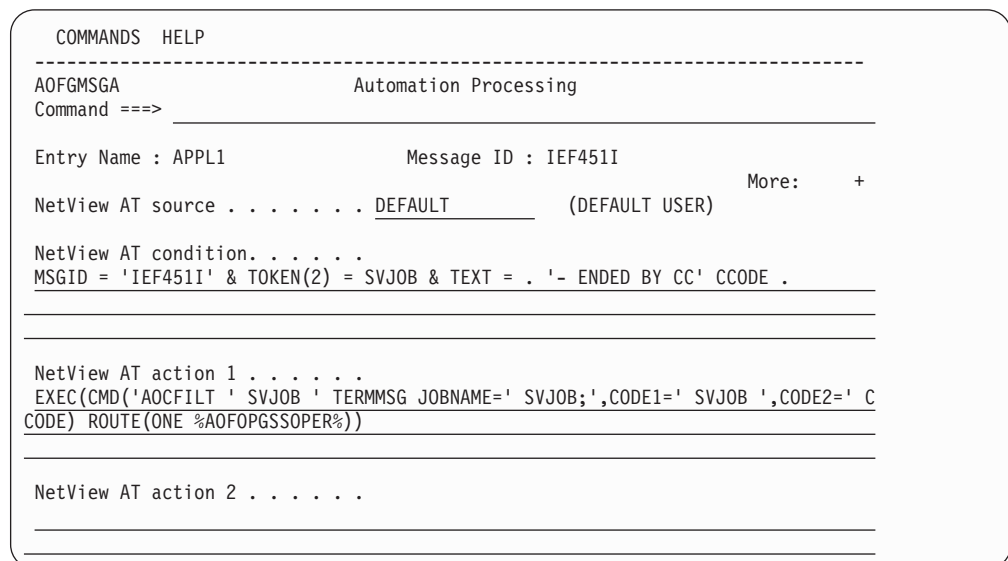 COMMANDS HELP
-------------------------------------------------------------------------------
AOFGMSGA Automation Processing
Command ===>
Entry Name : APPL1 Message ID : IEF451I
More: +
NetView AT source . . . . . . . DEFAULT (DEFAULT USER)
NetView AT condition. . . . . .
MSGID = 'IEF451I' & TOKEN(2) = SVJOB & TEXT = . '- ENDED BY CC' CCODE .
NetView AT action 1 . . . . . .
EXEC(CMD('AOCFILT ' SVJOB ' TERMMSG JOBNAME=' SVJOB;',CODE1=' SVJOB ',CODE2=' C
CODE) ROUTE(ONE %AOFOPGSSOPER%))
NetView AT action 2 . . . . . .